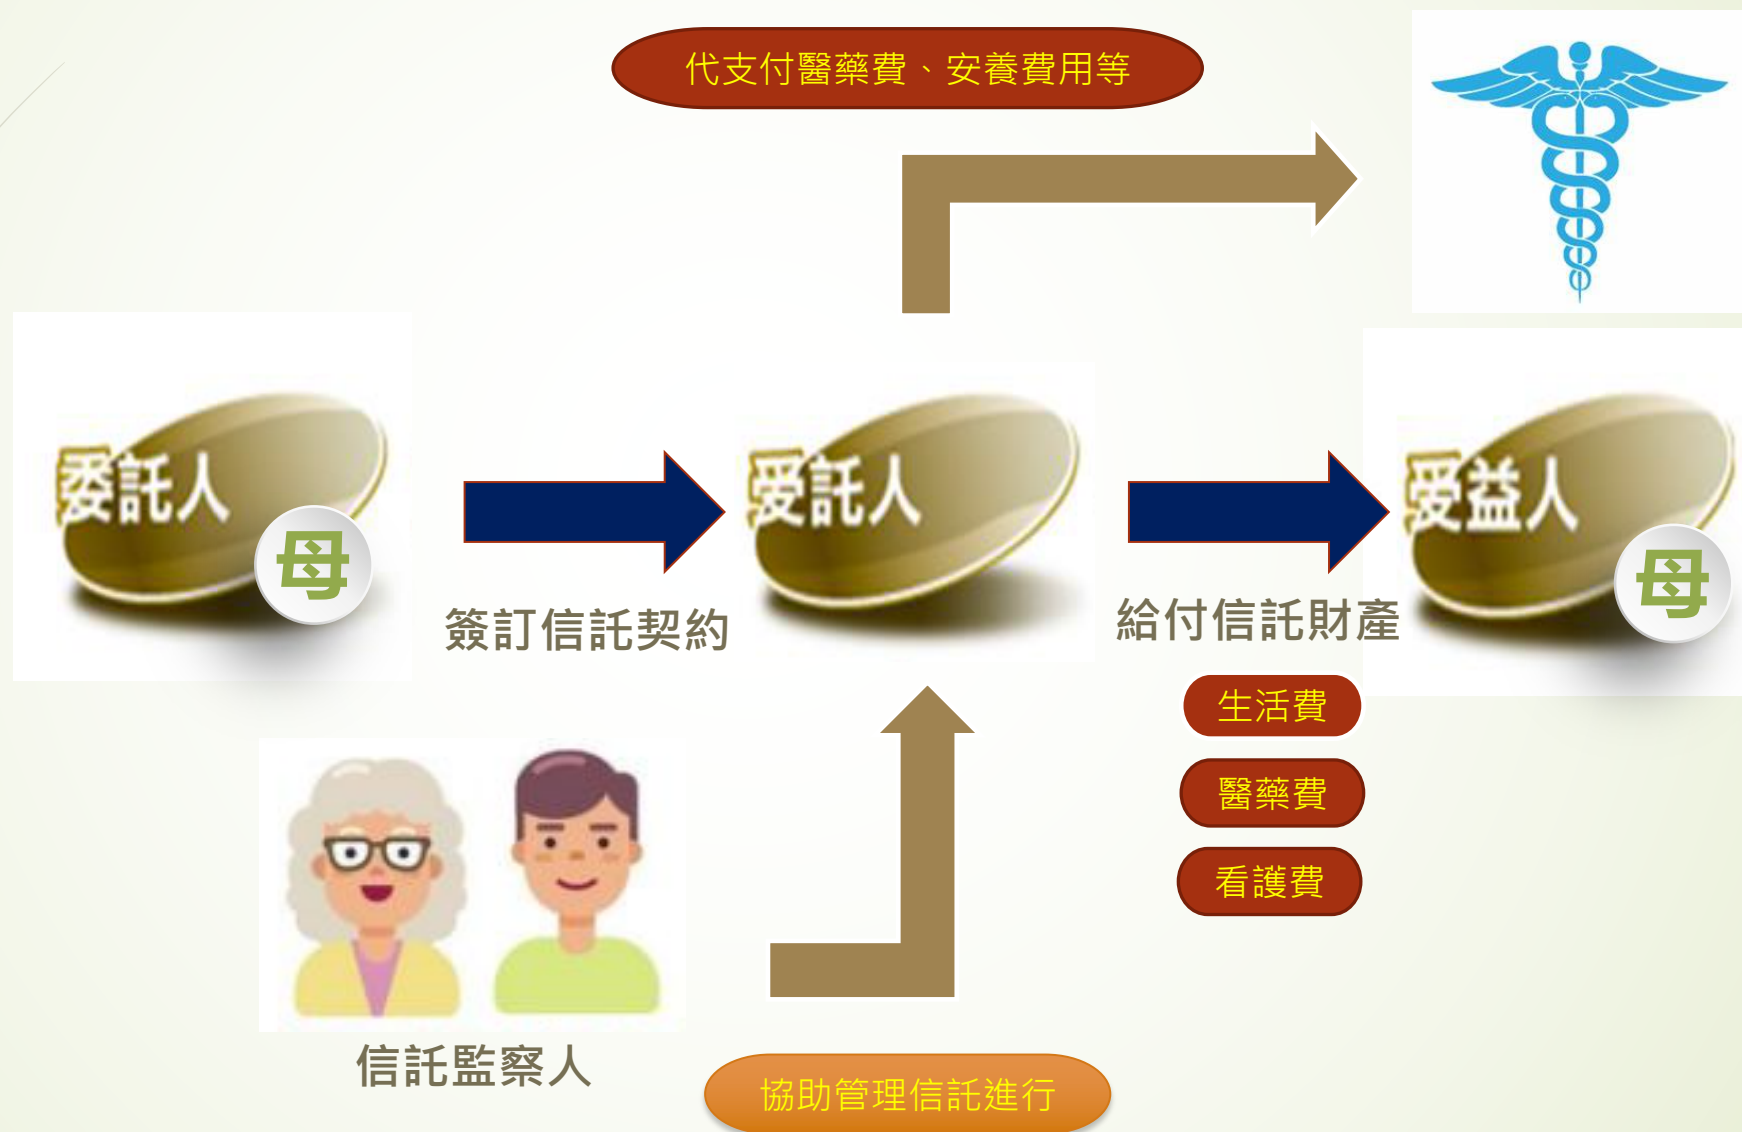 代支付醫藥費、安養費用等
委託人
母
簽訂信託契約
受託人
給付信託財產
受益人
母
生活費
醫藥費
看護費
信託監察人
協助管理信託進行